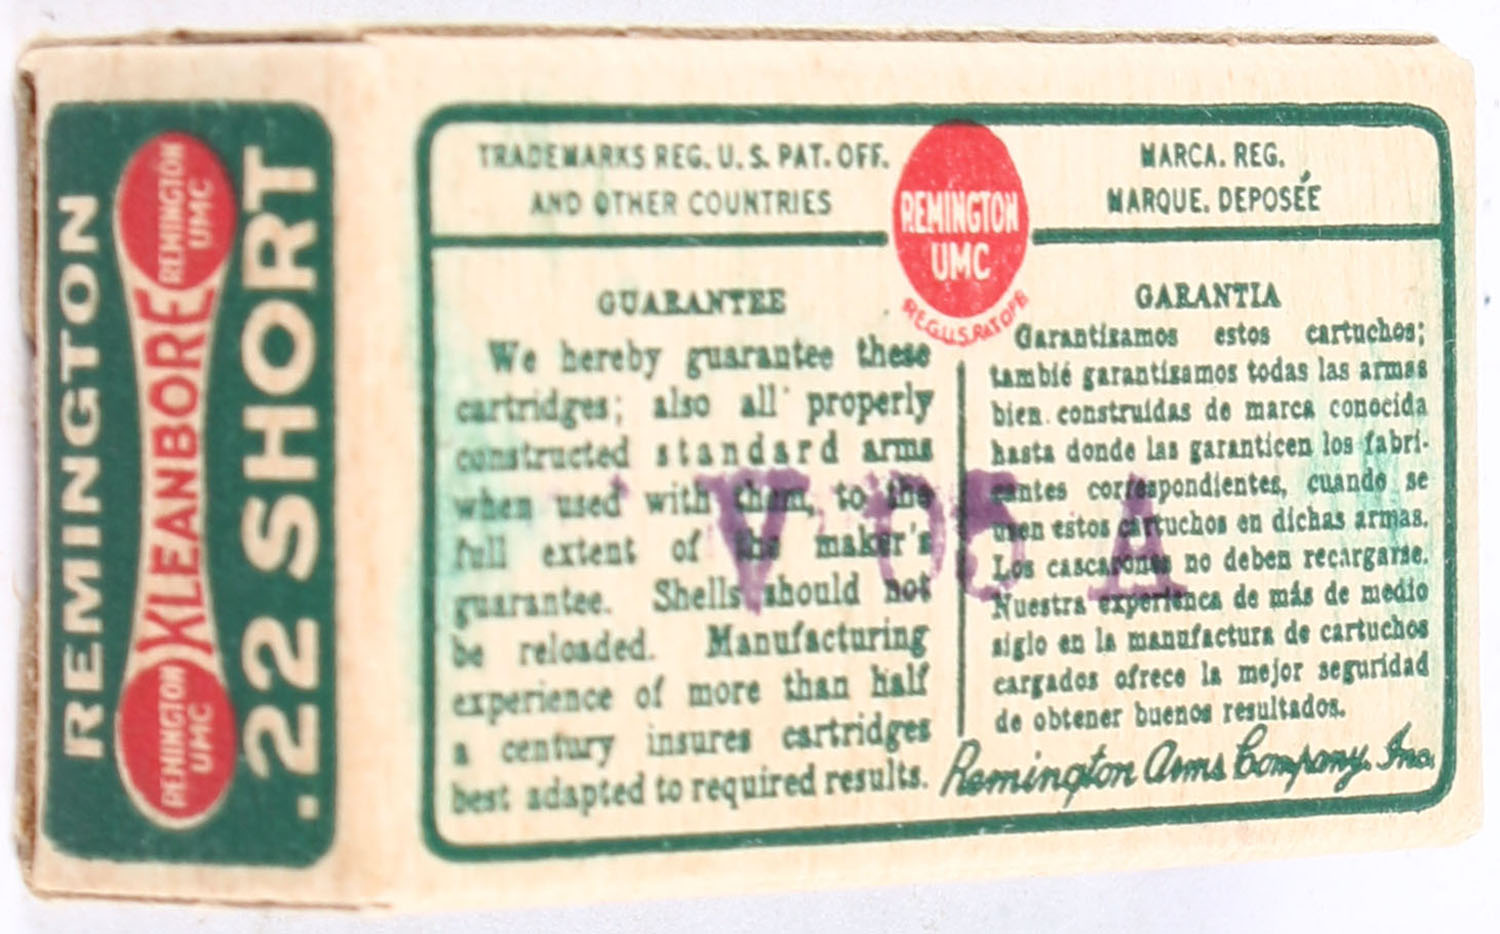 REMINGTON
REMINGTON
UMC
KLEANBORE
REMINGTON
UMC
.22 SHORT
TRADEMARKS REG. U. S. PAT. OFF.
AND OTHER COUNTRIES
REMINGTON
UMC
REG.U.S.PAT.OFF.
MARCA. REG.
MARQUE. DEPOSÉE
GUARANTEE
We hereby guarantee these
cartridges; also all properly
constructed standard arms
when used with them, to the
full extent of the maker's
guarantee. Shells should not
be reloaded. Manufacturing
experience of more than half
a century insures cartridges
best adapted to required results.
GARANTIA
Garantizamos estos cartuchos;
tambié garantizamos todas las armas
bien construídas de marca conocida
hasta donde las garanticen los fabri-
cantes correspondientes, cuando se
usen estos cartuchos en dichas armas.
Los cascarones no deben recargarse.
Nuestra experienca de más de medio
siglo en la manufactura de cartuchos
cargados ofrece la mejor seguridad
de obtener buenos resultados.
Remington Arms Company, Inc.